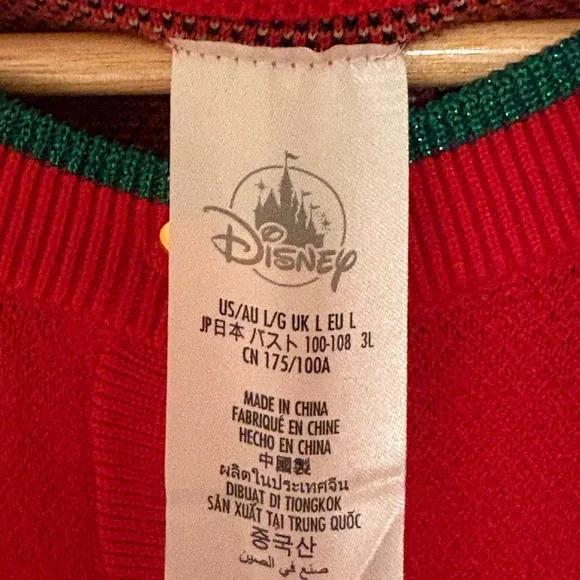 Disney
US/AU L/G UK L EU L
JP日本 バスト 100-108 3L
CN 175/100A
MADE IN CHINA
FABRIQUÉ EN CHINE
HECHO EN CHINA
中國製
ผลิตในประเทศจีน
DIBUAT DI TIONGKOK
SẢN XUẤT TẠI TRUNG QUỐC
중국산
صنع في الصين